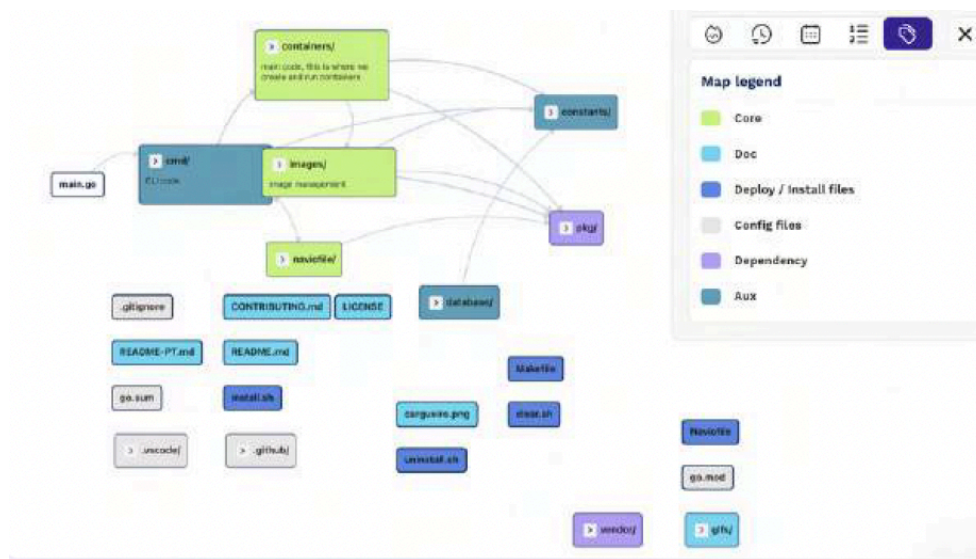 containers/
main code, this is where we
create and run containers
constants/
cmd/
CLI code
images/
image management
main.go
pkg/
naviofile/
database/
.gitignore
CONTRIBUTING.md
LICENSE
README-PT.md
README.md
Makefile
go.sum
install.sh
cargueiro.png
clear.sh
.vscode/
.github/
uninstall.sh
Naviofile
go.mod
vendor/
gifs/
Map legend
Core
Doc
Deploy / Install files
Config files
Dependency
Aux